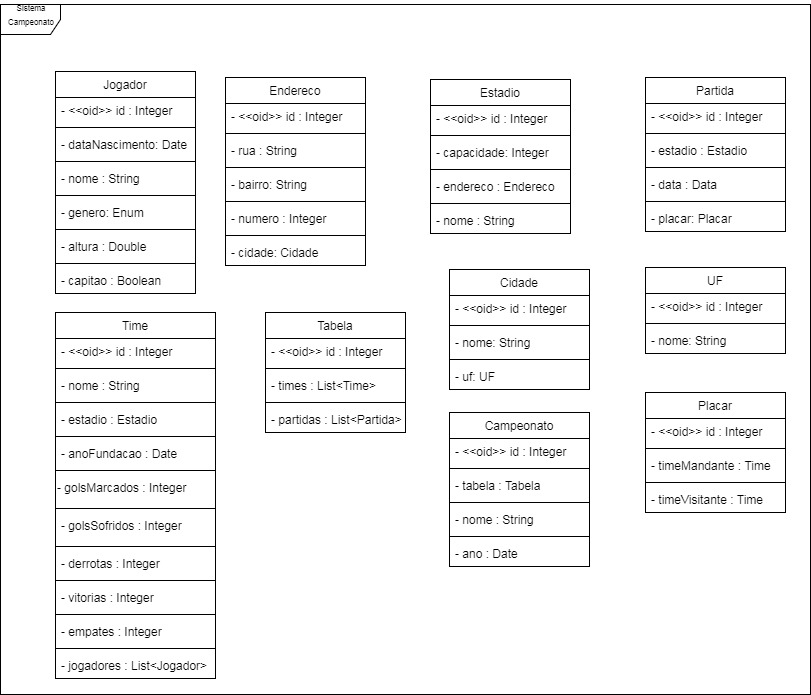 Sistema
Campeonato
Jogador
- <<oid>> id : Integer
- dataNascimento: Date
- nome : String
- genero: Enum
- altura : Double
- capitao : Boolean
Endereco
- <<oid>> id : Integer
- rua : String
- bairro: String
- numero : Integer
- cidade: Cidade
Estadio
- <<oid>> id : Integer
- capacidade: Integer
- endereco : Endereco
- nome : String
Partida
- <<oid>> id : Integer
- estadio : Estadio
- data : Data
- placar: Placar
Cidade
- <<oid>> id : Integer
- nome: String
- uf: UF
UF
- <<oid>> id : Integer
- nome: String
Time
- <<oid>> id : Integer
- nome : String
- estadio : Estadio
- anoFundacao : Date
- golsMarcados : Integer
- golsSofridos : Integer
- derrotas : Integer
- vitorias : Integer
- empates : Integer
- jogadores : List<Jogador>
Tabela
- <<oid>> id : Integer
- times : List<Time>
- partidas : List<Partida>
Campeonato
- <<oid>> id : Integer
- tabela : Tabela
- nome : String
- ano : Date
Placar
- <<oid>> id : Integer
- timeMandante : Time
- timeVisitante : Time